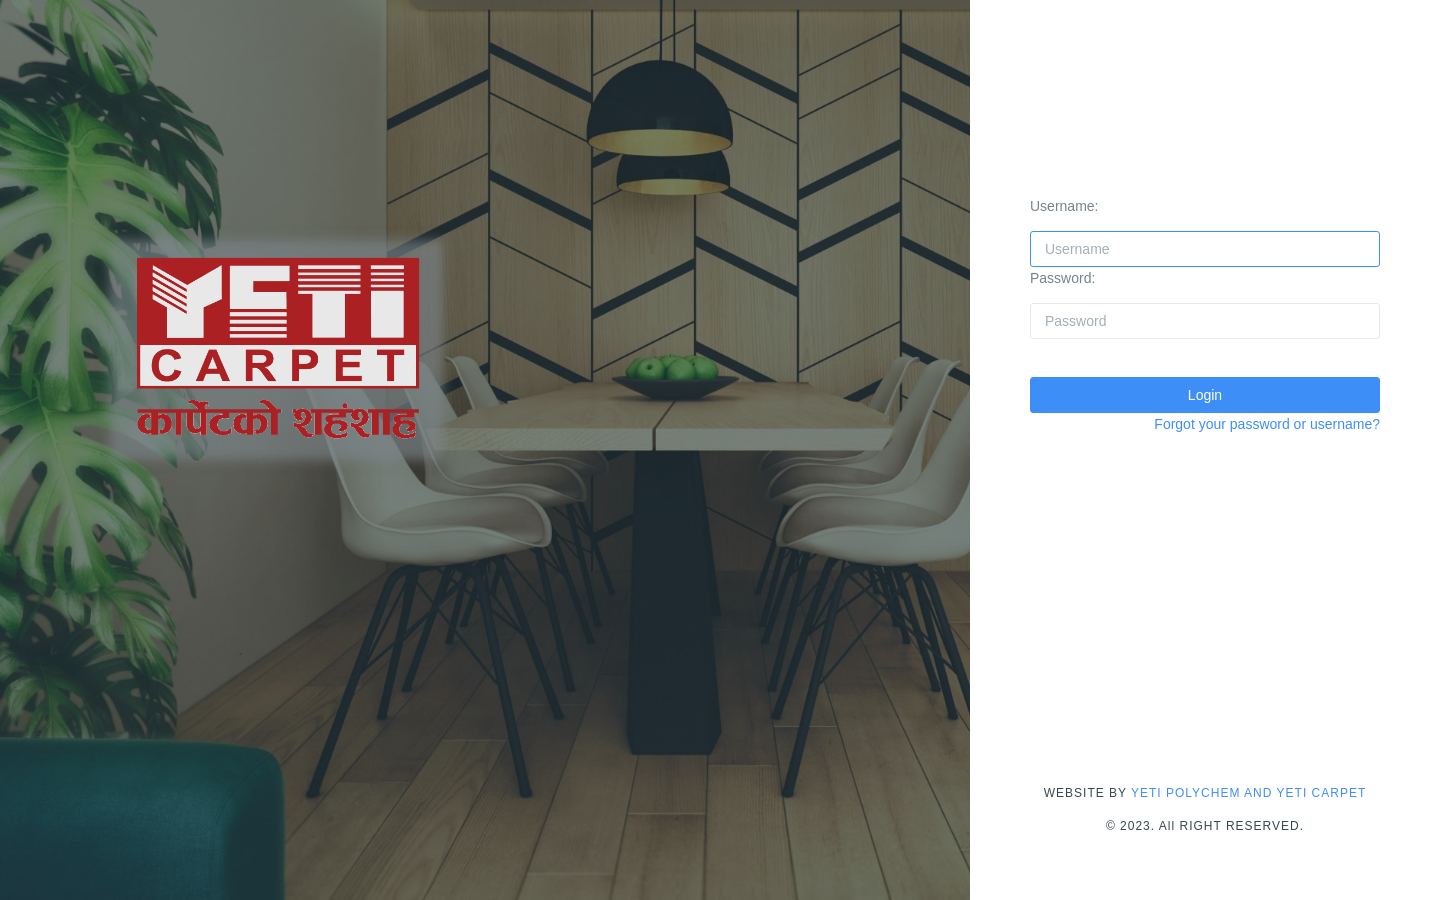 YETI
CARPET
कार्पेटको शहंशाह
Username:
Username
Password:
Password
Login
Forgot your password or username?
WEBSITE BY YETI POLYCHEM AND YETI CARPET
© 2023. All RIGHT RESERVED.